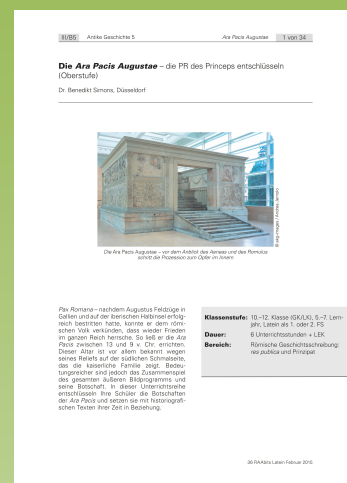 III/B5 Antike Geschichte 5 Ara Pacis Augustae 1 von 34
Die Ara Pacis Augustae – die PR des Princeps entschlüsseln
(Oberstufe)
Dr. Benedikt Simons, Düsseldorf
Die Ara Pacis Augustae – vor dem Anblick des Aeneas und des Romulus
schritt die Prozession zum Opfer im Innern
Pax Romana – nachdem Augustus Feldzüge in
Gallien und auf der iberischen Halbinsel erfolg-
reich bestritten hatte, konnte er dem römi-
schen Volk verkünden, dass wieder Frieden
im ganzen Reich herrsche. So ließ er die Ara
Pacis zwischen 13 und 9 v. Chr. errichten.
Dieser Altar ist vor allem bekannt wegen
seines Reliefs auf der südlichen Schmalseite,
das die kaiserliche Familie zeigt. Bedeu-
tungsreicher sind jedoch das Zusammenspiel
des gesamten äußeren Bildprogramms und
seine Botschaft. In dieser Unterrichtsreihe
entschlüsseln Ihre Schüler die Botschaften
der Ara Pacis und setzen sie mit historiografi-
schen Texten ihrer Zeit in Beziehung.
Klassenstufe: 10.–12. Klasse (GK/LK), 5.–7. Lern-
jahr, Latein als 1. oder 2. FS
Dauer: 6 Unterrichtsstunden + LEK
Bereich: Römische Geschichtsschreibung:
res publica und Prinzipat
36 RAAbits Latein Februar 2015